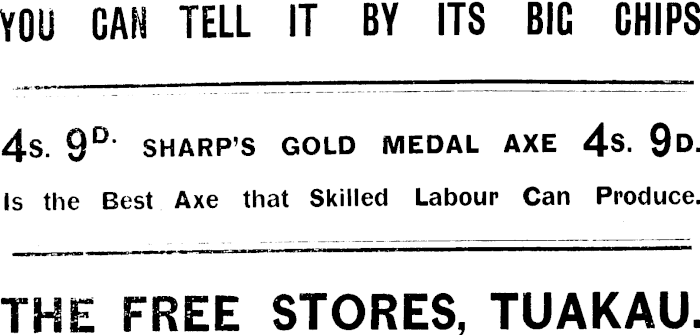 YOU CAN TELL IT BY ITS BIG CHIPS
4S. 9D. SHARP'S GOLD MEDAL AXE 4S. 9D.
Is the Best Axe that Skilled Labour Can Produce.
THE FREE STORES, TUAKAU.